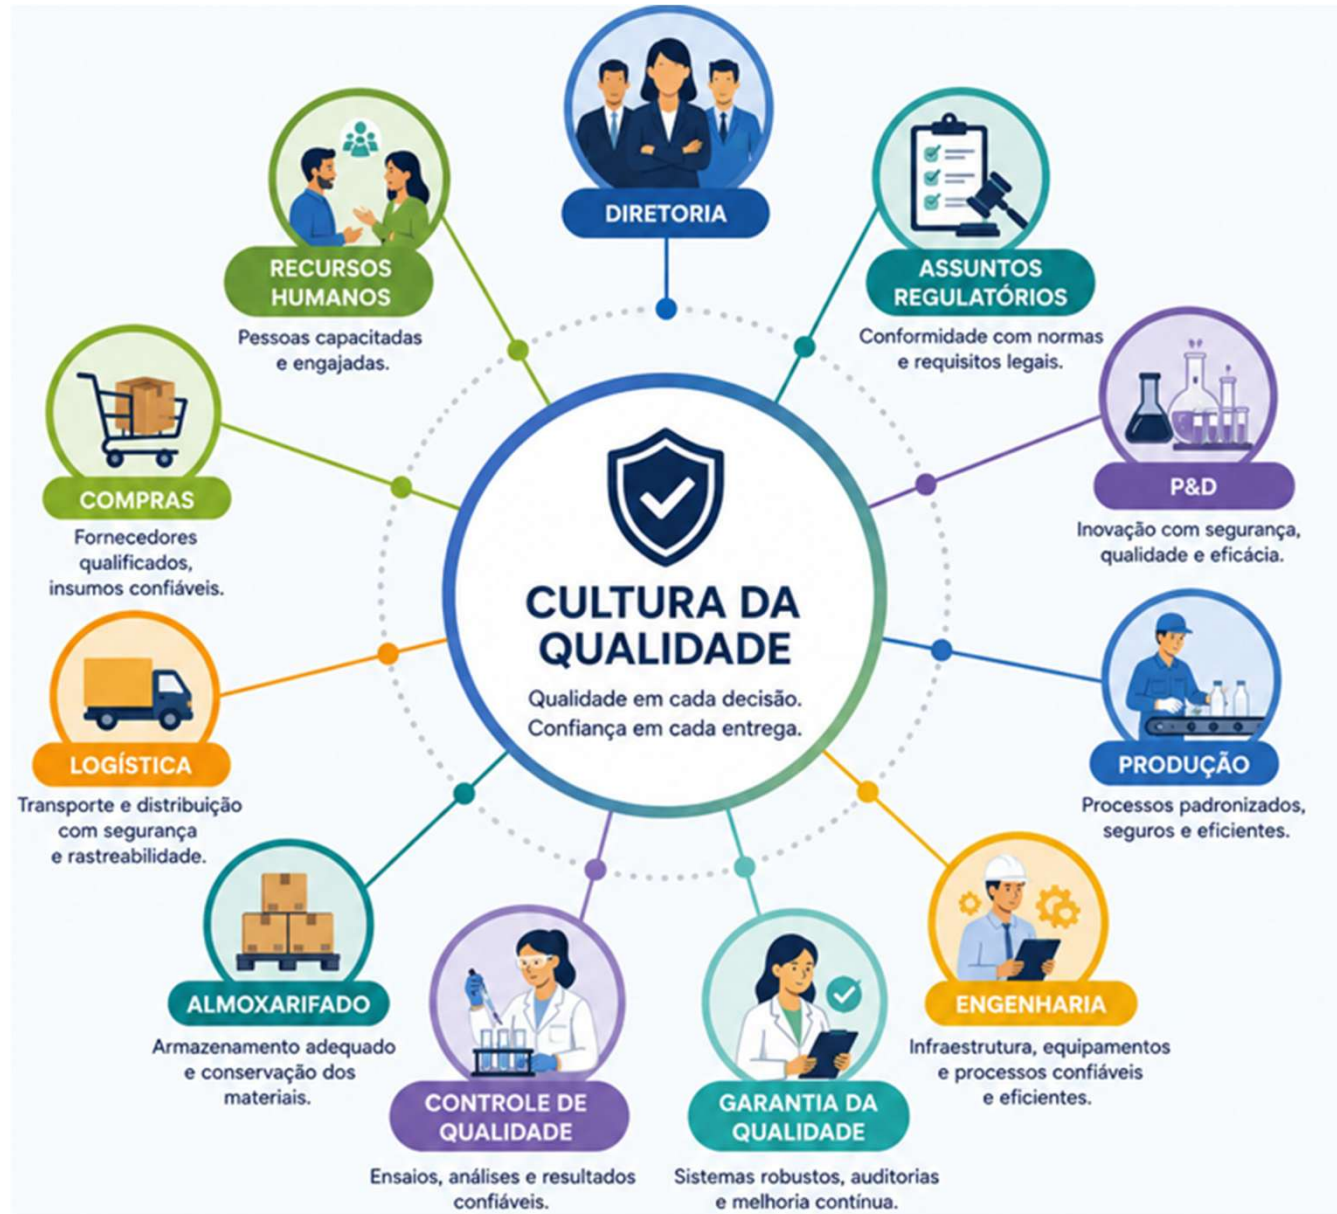 DIRETORIA
RECURSOS
HUMANOS
Pessoas capacitadas
e engajadas.
ASSUNTOS
REGULATÓRIOS
Conformidade com normas
e requisitos legais.
COMPRAS
Fornecedores
qualificados,
insumos confiáveis.
P&D
Inovação com segurança,
qualidade e eficácia.
CULTURA DA
QUALIDADE
Qualidade em cada decisão.
Confiança em cada entrega.
LOGÍSTICA
Transporte e distribuição
com segurança
e rastreabilidade.
PRODUÇÃO
Processos padronizados,
seguros e eficientes.
ALMOXARIFADO
Armazenamento adequado
e conservação dos
materiais.
ENGENHARIA
Infraestrutura, equipamentos
e processos confiáveis
e eficientes.
CONTROLE DE
QUALIDADE
Ensaios, análises e resultados
confiáveis.
GARANTIA DA
QUALIDADE
Sistemas robustos, auditorias
e melhoria contínua.